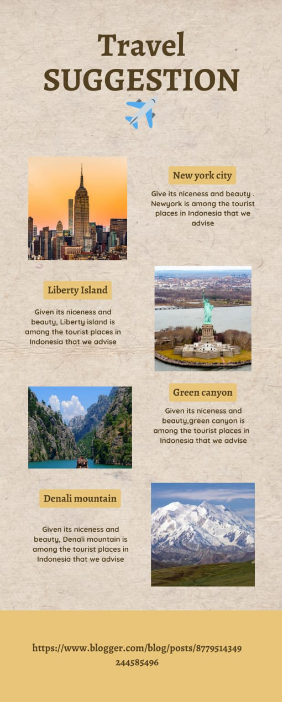 Travel
SUGGESTION
New york city
Give its niceness and beauty .
Newyork is among the tourist
places in Indonesia that we
advise
Liberty Island
Given its niceness and
beauty, Liberty island is
among the tourist places in
Indonesia that we advise
Green canyon
Given its niceness and
beauty,green canyon is
among the tourist places in
Indonesia that we advise
Denali mountain
Given its niceness and
beauty, Denali mountain is
among the tourist places in
Indonesia that we advise
https://www.blogger.com/blog/posts/8779514349
244585496